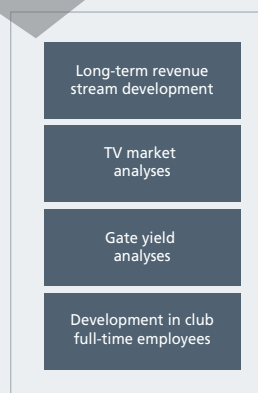 Long-term revenue
stream development
TV market
analyses
Gate yield
analyses
Development in club
full-time employees